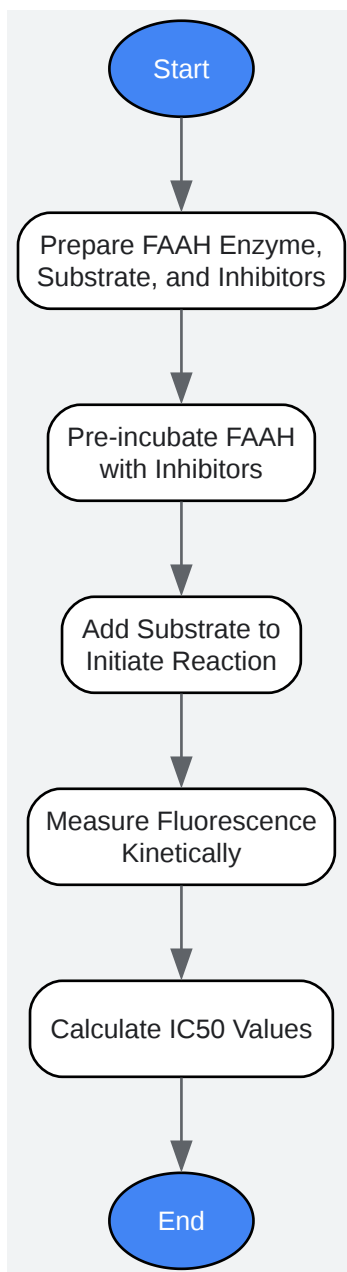 Start
Prepare FAAH Enzyme,
Substrate, and Inhibitors
Pre-incubate FAAH
with Inhibitors
Add Substrate to
Initiate Reaction
Measure Fluorescence
Kinetically
Calculate IC50 Values
End